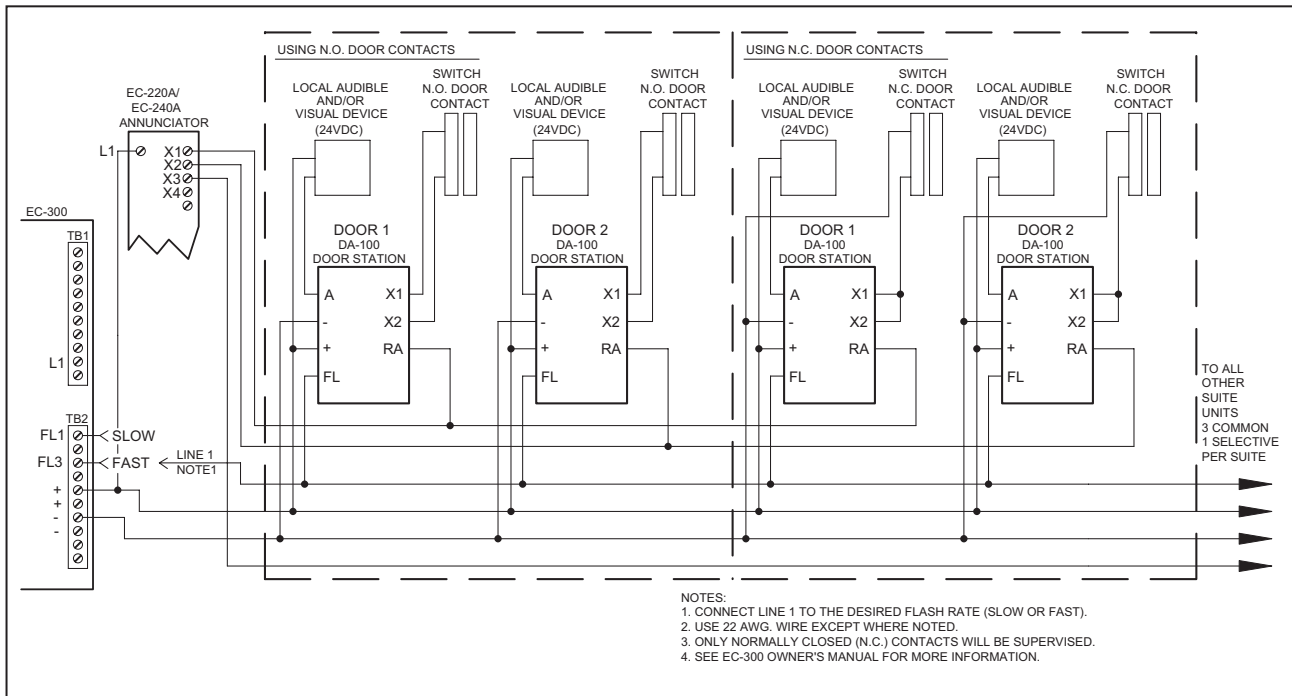 USING N.O. DOOR CONTACTS
USING N.C. DOOR CONTACTS
EC-220A/
EC-240A
ANNUNCIATOR
L1
X1
X2
X3
X4
LOCAL AUDIBLE
AND/OR
VISUAL DEVICE
(24VDC)
SWITCH
N.O. DOOR
CONTACT
LOCAL AUDIBLE
AND/OR
VISUAL DEVICE
(24VDC)
SWITCH
N.O. DOOR
CONTACT
LOCAL AUDIBLE
AND/OR
VISUAL DEVICE
(24VDC)
SWITCH
N.C. DOOR
CONTACT
LOCAL AUDIBLE
AND/OR
VISUAL DEVICE
(24VDC)
SWITCH
N.C. DOOR
CONTACT
EC-300
TB1
L1
TB2
FL1
SLOW
FL3
FAST
LINE 1
NOTE1
+
+
-
-
DOOR 1
DA-100
DOOR STATION
A X1
- X2
+ RA
FL
DOOR 2
DA-100
DOOR STATION
A X1
- X2
+ RA
FL
DOOR 1
DA-100
DOOR STATION
A X1
- X2
+ RA
FL
DOOR 2
DA-100
DOOR STATION
A X1
- X2
+ RA
FL
TO ALL
OTHER
SUITE
UNITS
3 COMMON
1 SELECTIVE
PER SUITE
NOTES:
1. CONNECT LINE 1 TO THE DESIRED FLASH RATE (SLOW OR FAST).
2. USE 22 AWG. WIRE EXCEPT WHERE NOTED.
3. ONLY NORMALLY CLOSED (N.C.) CONTACTS WILL BE SUPERVISED.
4. SEE EC-300 OWNER'S MANUAL FOR MORE INFORMATION.